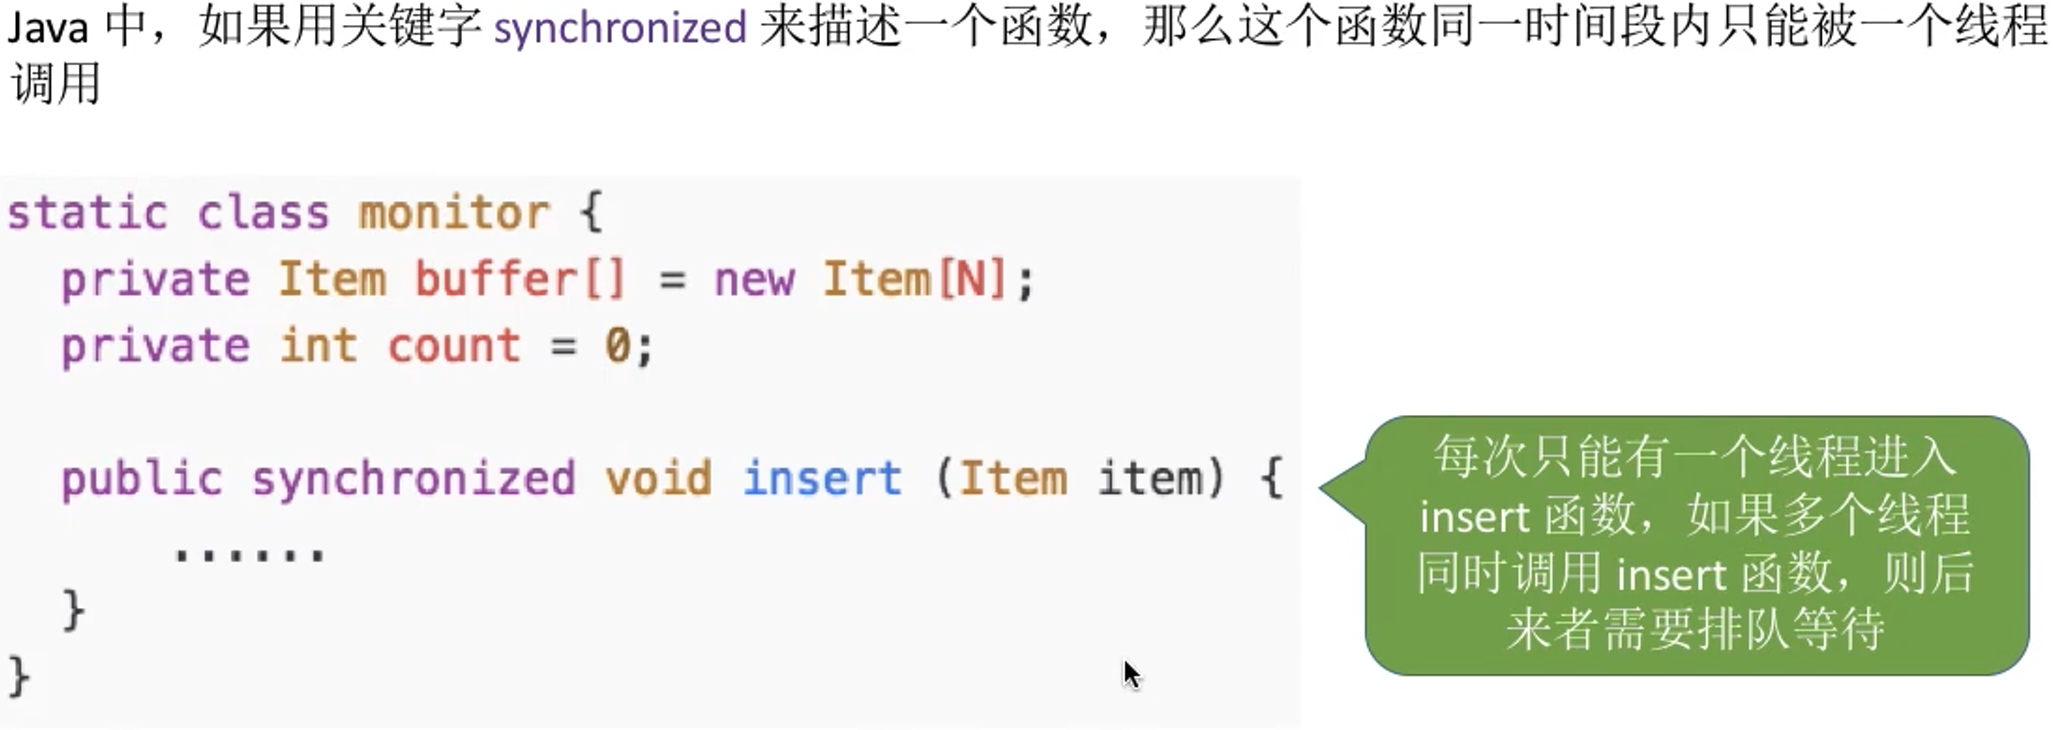 Java 中，如果用关键字 synchronized 来描述一个函数，那么这个函数同一时间段内只能被一个线程
调用
static class monitor {
private Item buffer[] = new Item[N];
private int count = 0;
public synchronized void insert (Item item) {
......
}
}
每次只能有一个线程进入
insert 函数，如果多个线程
同时调用 insert 函数，则后
来者需要排队等待